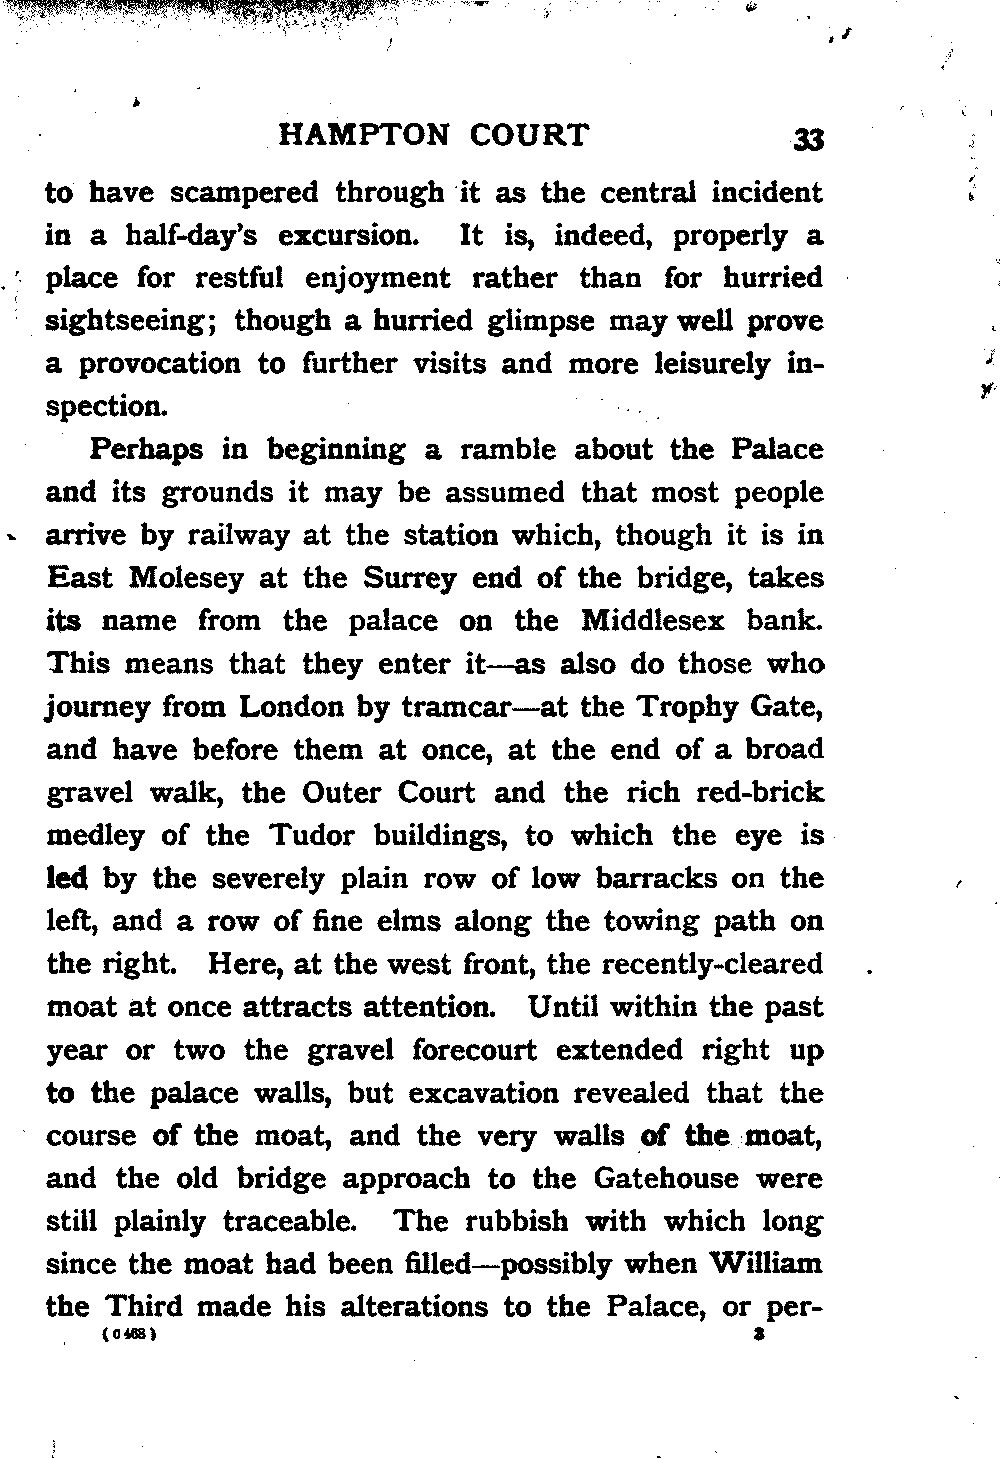 HAMPTON COURT 33
to have scampered through it as the central incident
in a half-day's excursion. It is, indeed, properly a
place for restful enjoyment rather than for hurried
sightseeing; though a hurried glimpse may well prove
a provocation to further visits and more leisurely in-
spection.
Perhaps in beginning a ramble about the Palace
and its grounds it may be assumed that most people
arrive by railway at the station which, though it is in
East Molesey at the Surrey end of the bridge, takes
its name from the palace on the Middlesex bank.
This means that they enter it—as also do those who
journey from London by tramcar—at the Trophy Gate,
and have before them at once, at the end of a broad
gravel walk, the Outer Court and the rich red-brick
medley of the Tudor buildings, to which the eye is
led by the severely plain row of low barracks on the
left, and a row of fine elms along the towing path on
the right. Here, at the west front, the recently-cleared
moat at once attracts attention. Until within the past
year or two the gravel forecourt extended right up
to the palace walls, but excavation revealed that the
course of the moat, and the very walls of the moat,
and the old bridge approach to the Gatehouse were
still plainly traceable. The rubbish with which long
since the moat had been filled—possibly when William
the Third made his alterations to the Palace, or per-
3